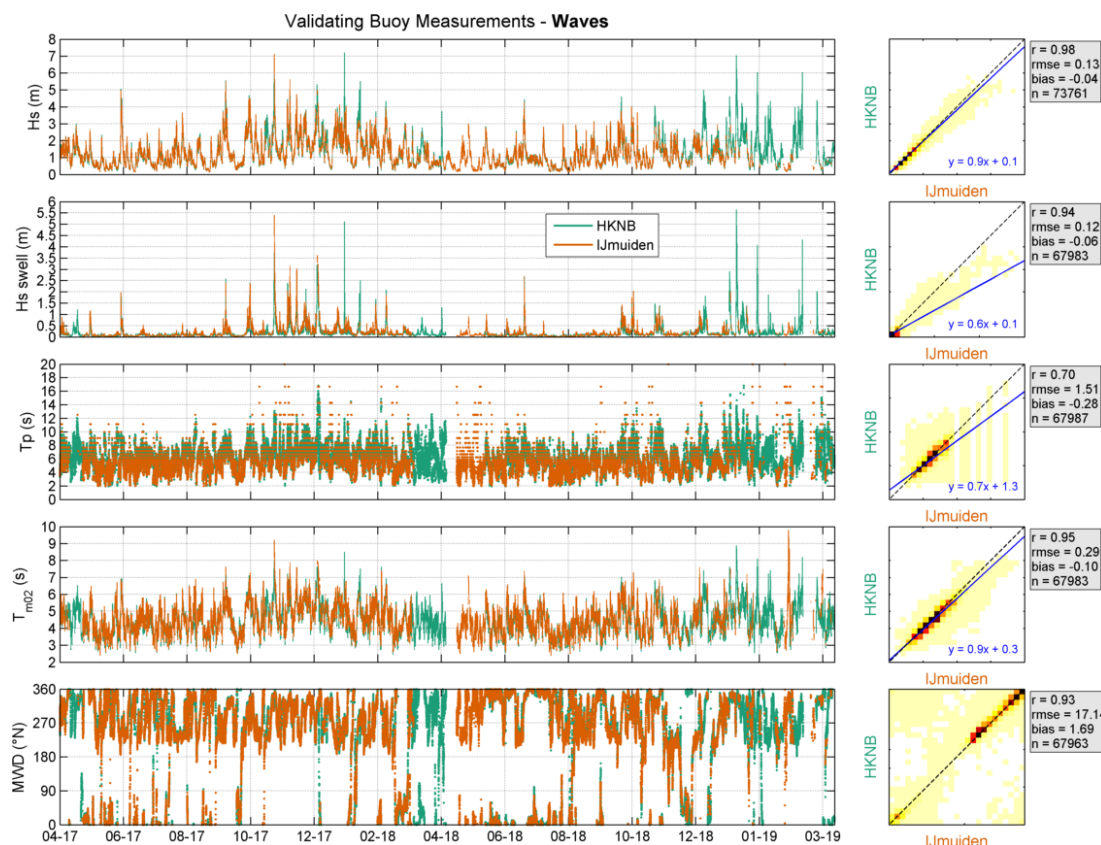 Validating Buoy Measurements - Waves
Hs (m)
8
7
6
5
4
3
2
1
0
HKNB
IJmuiden
y = 0.9x + 0.1
r = 0.98
rmse = 0.13
bias = -0.04
n = 73761
Hs swell (m)
6
5.5
5
4.5
4
3.5
3
2.5
2
1.5
1
0.5
0
HKNB
IJmuiden
HKNB
IJmuiden
y = 0.6x + 0.1
r = 0.94
rmse = 0.12
bias = -0.06
n = 67983
Tp (s)
20
18
16
14
12
10
8
6
4
2
0
HKNB
IJmuiden
y = 0.7x + 1.3
r = 0.70
rmse = 1.51
bias = -0.28
n = 67987
Tm02 (s)
10
9
8
7
6
5
4
3
2
HKNB
IJmuiden
y = 0.9x + 0.3
r = 0.95
rmse = 0.29
bias = -0.10
n = 67983
MWD (°N)
360
270
180
90
0
04-17 06-17 08-17 10-17 12-17 02-18 04-18 06-18 08-18 10-18 12-18 01-19 03-19
HKNB
IJmuiden
r = 0.93
rmse = 17.14
bias = 1.69
n = 67963